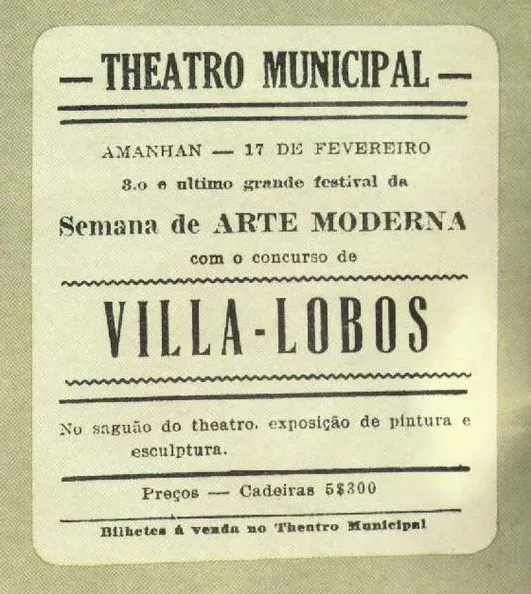 — THEATRO MUNICIPAL —
AMANHAN — 17 DE FEVEREIRO
3.o e ultimo grande festival da
Semana de ARTE MODERNA
com o concurso de
VILLA-LOBOS
No saguão do theatro, exposição de pintura e
esculptura.
Preços — Cadeiras 5$300
Bilhetes á venda no Theatro Municipal